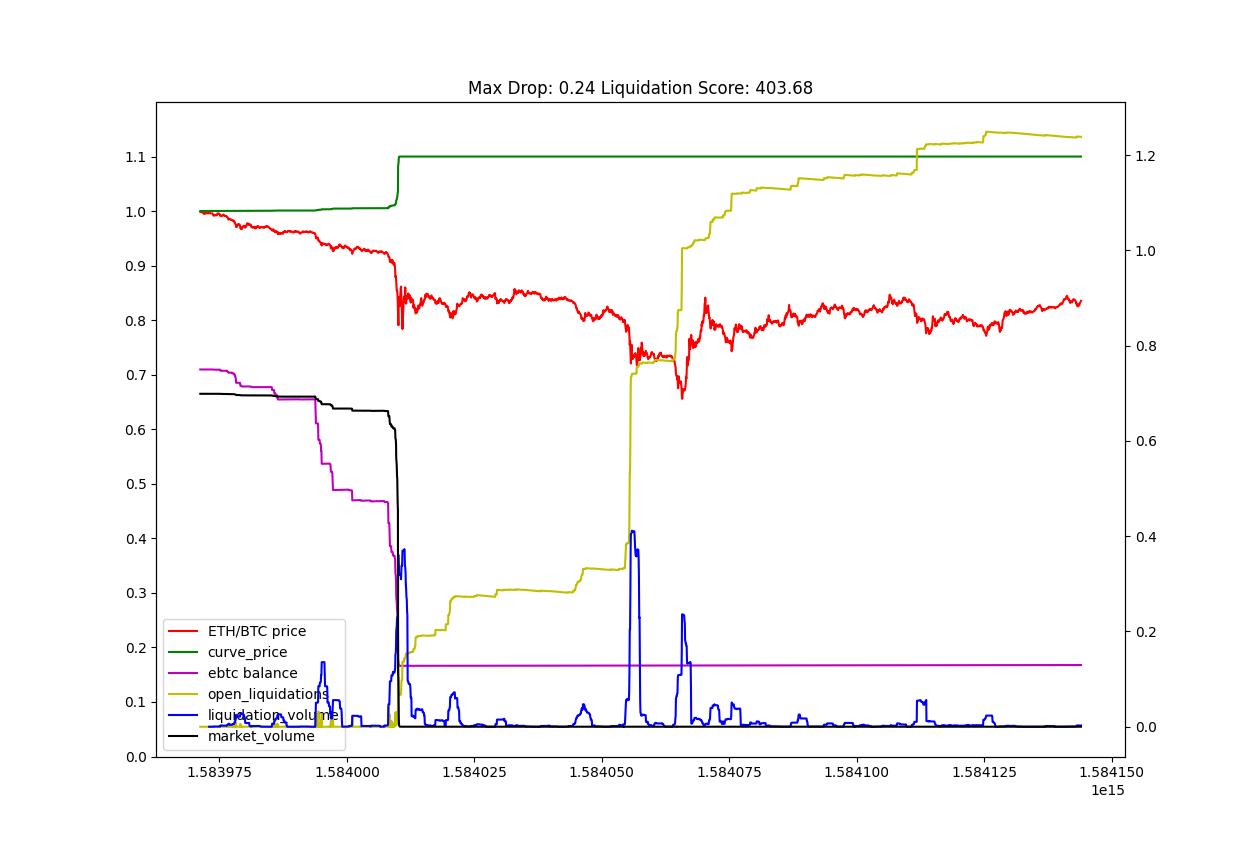 Max Drop: 0.24 Liquidation Score: 403.68
1.1
1.0
0.9
0.8
0.7
0.6
0.5
0.4
0.3
0.2
0.1
0.0
1.2
1.0
0.8
0.6
0.4
0.2
0.0
ETH/BTC price
curve_price
ebtc balance
open_liquidations
liquidation_volume
market_volume
1.583975 1.584000 1.584025 1.584050 1.584075 1.584100 1.584125 1.584150
1e15